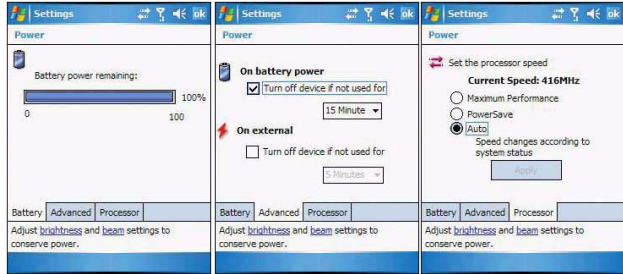 Settings
ok
Power
Battery power remaining:
100%
0
100
Battery Advanced Processor
Adjust brightness and beam settings to
conserve power.
Settings
ok
Power
On battery power
Turn off device if not used for
15 Minute
On external
Turn off device if not used for
5 Minutes
Battery Advanced Processor
Adjust brightness and beam settings to
conserve power.
Settings
ok
Power
Set the processor speed
Current Speed: 416MHz
Maximum Performance
PowerSave
Auto
Speed changes according to
system status
Apply
Battery Advanced Processor
Adjust brightness and beam settings to
conserve power.